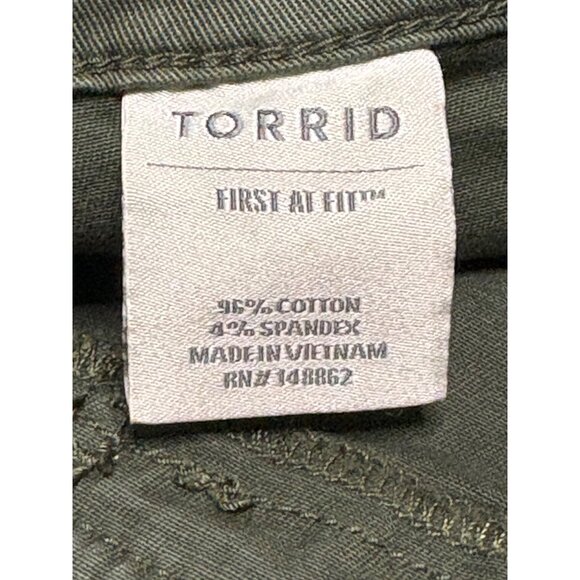 TORRID
FIRST AT FIT™
96% COTTON
4% SPANDEX
MADE IN VIETNAM
RN# 148862